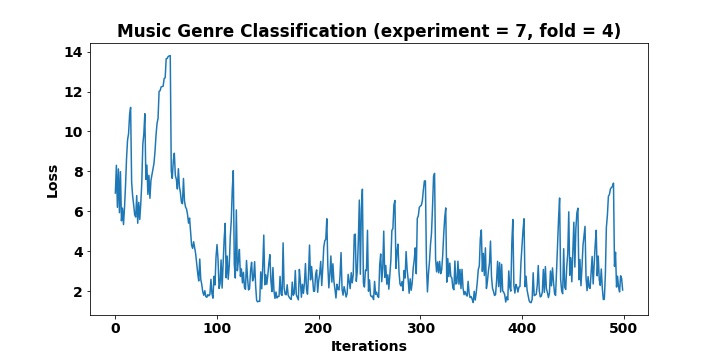 Music Genre Classification (experiment = 7, fold = 4)
14
12
10
8
6
4
2
Loss
0 100 200 300 400 500
Iterations